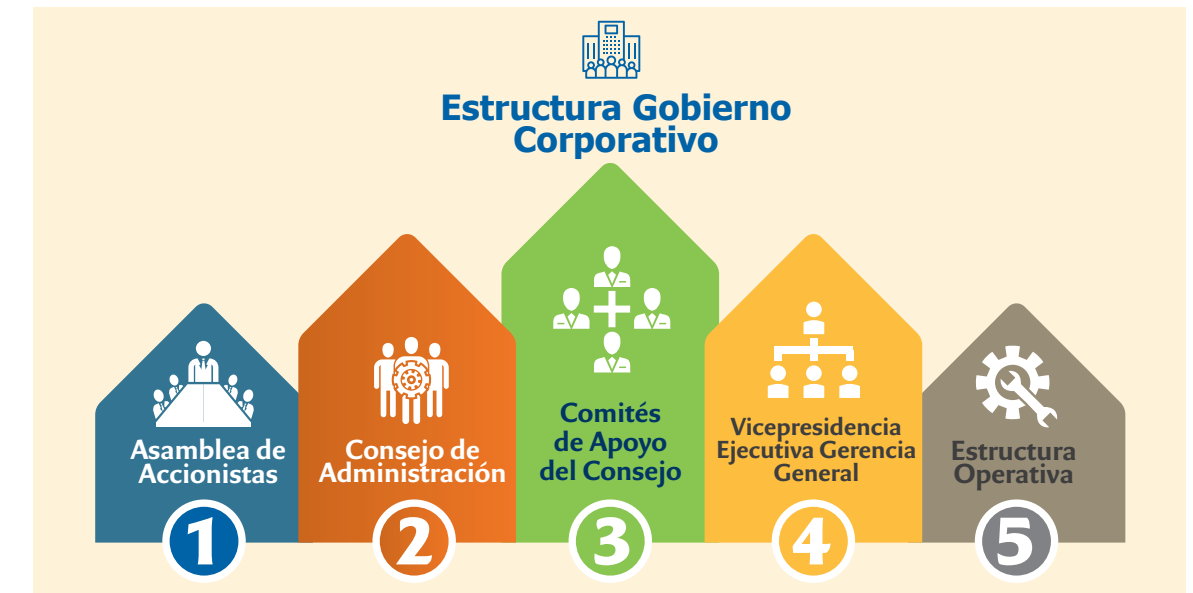 Estructura Gobierno
Corporativo
Asamblea de
Accionistas
1
Consejo de
Administración
2
Comités
de Apoyo
del Consejo
3
Vicepresidencia
Ejecutiva Gerencia
General
4
Estructura
Operativa
5